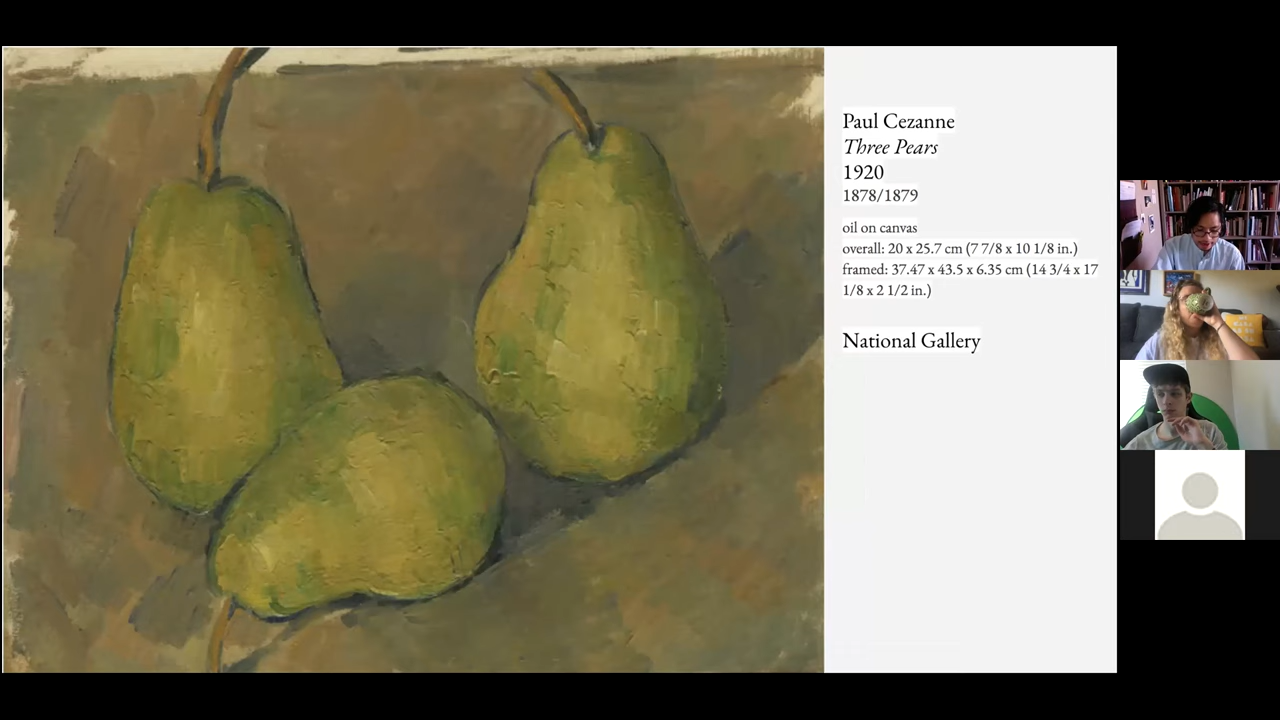 Paul Cezanne
Three Pears
1920
1878/1879
oil on canvas
overall: 20 x 25.7 cm (7 7/8 x 10 1/8 in.)
framed: 37.47 x 43.5 x 6.35 cm (14 3/4 x 17
1/8 x 2 1/2 in.)
National Gallery